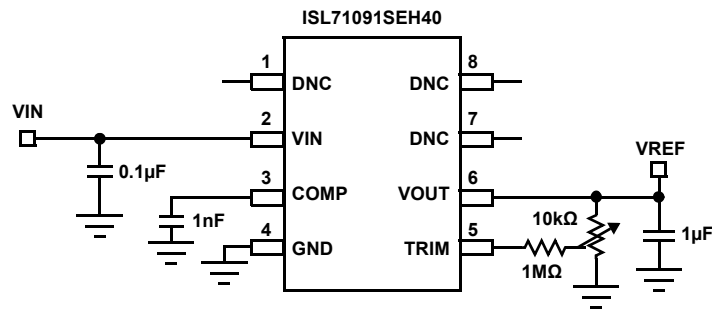 ISL71091SEH40
1
DNC
8
DNC
VIN
2
VIN
7
DNC
VREF
0.1µF
3
COMP
6
VOUT
1nF
10kΩ
1µF
4
GND
5
TRIM
1MΩ